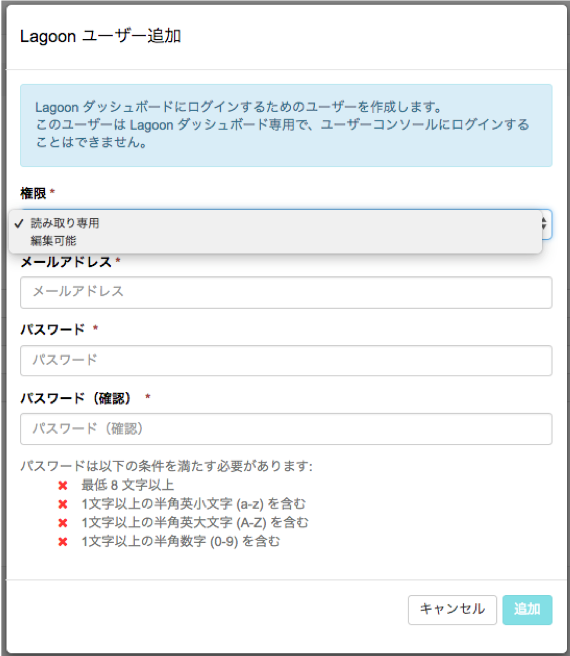 Lagoon ユーザー追加
Lagoon ダッシュボードにログインするためのユーザーを作成します。
このユーザーは Lagoon ダッシュボード専用で、ユーザーコンソールにログインする
ことはできません。
権限 *
✓ 読み取り専用
編集可能
メールアドレス *
メールアドレス
パスワード *
パスワード
パスワード（確認） *
パスワード（確認）
パスワードは以下の条件を満たす必要があります:
✖ 最低 8 文字以上
✖ 1文字以上の半角英小文字 (a-z) を含む
✖ 1文字以上の半角英大文字 (A-Z) を含む
✖ 1文字以上の半角数字 (0-9) を含む
キャンセル 追加